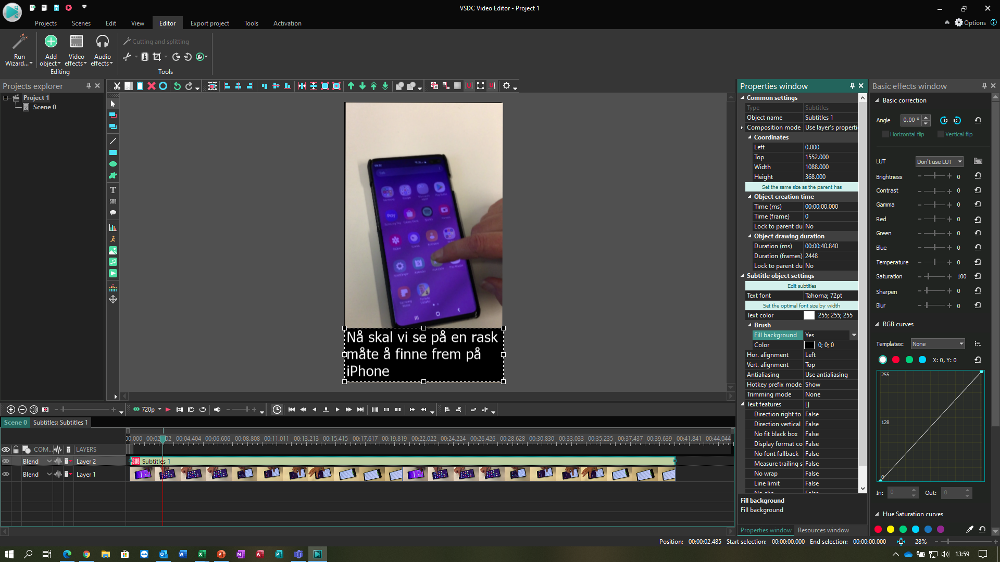 VSDC Video Editor - Project 1
Projects Scenes Edit View Editor Export project Tools Activation
Options
Run Wizard...
Add object
Video effects
Audio effects
Editing
Cutting and splitting
Tools
Projects explorer
Project 1
Scene 0
Nå skal vi se på en rask
måte å finne frem på
iPhone
Properties window
Common settings
Type Subtitles
Object name Subtitles 1
Composition mode Use layer's properti
Coordinates
Left 0.000
Top 1552.000
Width 1088.000
Height 368.000
Set the same size as the parent has
Object creation time
Time (ms) 00:00:00.000
Time (frame) 0
Lock to parent du No
Object drawing duration
Duration (ms) 00:00:40.840
Duration (frames) 2448
Lock to parent du No
Subtitle object settings
Edit subtitles
Text font Tahoma; 72pt
Set the optimal font size by width
Text color 255; 255; 255
Brush
Fill background Yes
Color 0; 0; 0
Hor. alignment Left
Vert. alignment Top
Antialiasing Use antialiasing
Hotkey prefix mode Show
Trimming mode None
Text features []
Direction right to False
Direction vertical False
No fit black box False
Display format co False
No font fallback False
Measure trailing s False
No wrap False
Line limit False
Fill background
Fill background
Properties window Resources window
Basic effects window
Basic correction
Angle 0.00 °
Horizontal flip Vertical flip
LUT Don't use LUT
Brightness 0
Contrast 0
Gamma 0
Red 0
Green 0
Blue 0
Temperature 0
Saturation 100
Sharpen 0
Blur 0
RGB curves
Templates: None
X: 0, Y: 0
255
128
0
In: 0 Out: 0
Hue Saturation curves
720p
Scene 0 Subtitles: Subtitles 1
00:04.404 00:06.606 00:08.808 00:11.011 00:13.213 00:15.415 00:17.617 00:19.819 00:22.022 00:24.224 00:26.426 00:28.628 00:30.830 00:33.033 00:35.235 00:37.437 00:39.639 00:41.841 00:44.044
COM... LAYERS
Blend Layer 2
SUB Subtitles 1
Blend Layer 1
Position: 00:00:02.485 Start selection: 00:00:00.000 End selection: 00:00:00.000 28%
13:59